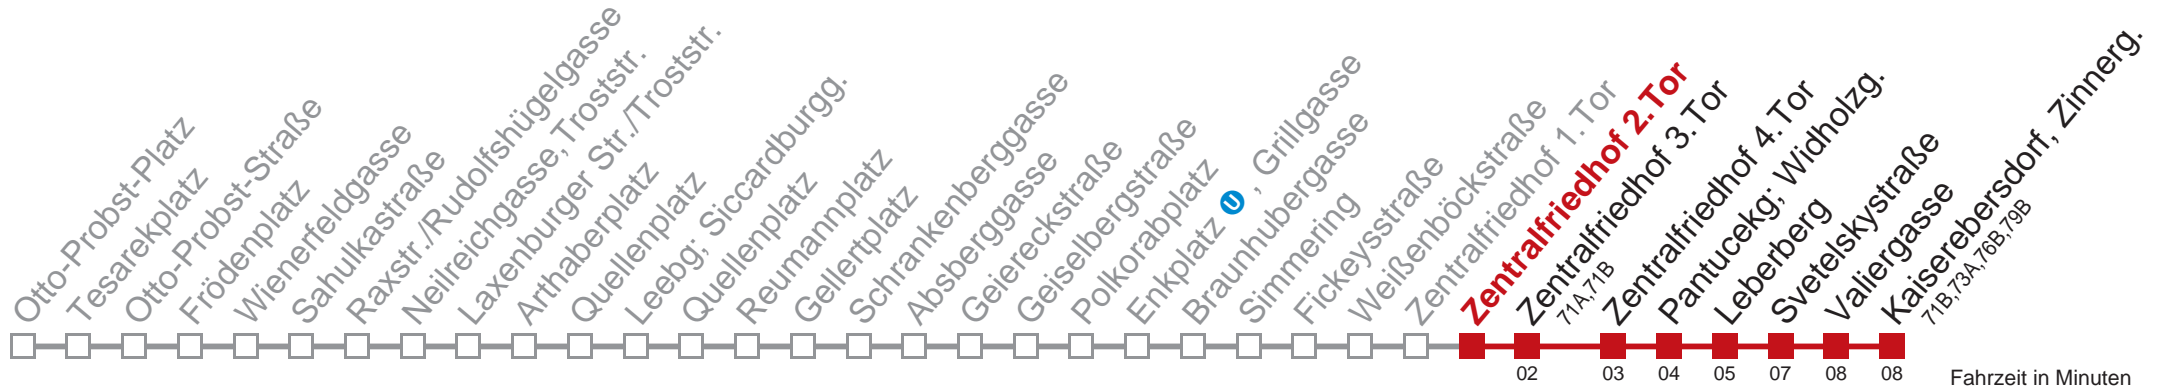 Otto-Probst-Platz
Tesarekplatz
Otto-Probst-Straße
Frödenplatz
Wienerfeldgasse
Sahulkastraße
Raxstr./Rudolfshügelgasse
Neilreichgasse, Troststr.
Laxenburger Str./Troststr.
Arthaberplatz
Quellenplatz
Leebg; Siccardburgg.
Quellenplatz
Reumannplatz
Gellertplatz
Schrankenberggasse
Absberggasse
Geiereckstraße
Geiselbergstraße
Polkorabplatz
Enkplatz U , Grillgasse
Braunhubergasse
Simmering
Fickeysstraße
Weißenböckstraße
Zentralfriedhof 1.Tor
Zentralfriedhof 2.Tor
Zentralfriedhof 3.Tor
71A,71B
Zentralfriedhof 4.Tor
Pantucekg; Widholzg.
Leberberg
Svetelskystraße
Valiergasse
Kaiserebersdorf, Zinnerg.
71B,73A,76B,79B
02 03 04 05 07 08 08
Fahrzeit in Minuten